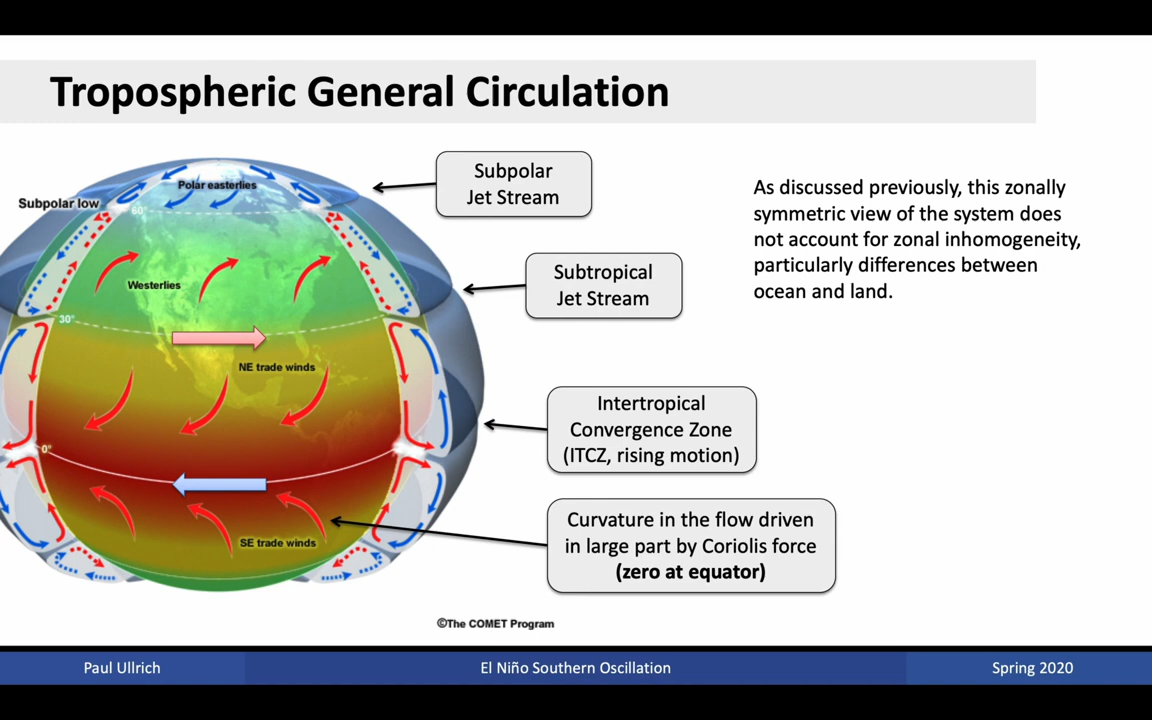 Tropospheric General Circulation
Polar easterlies
Subpolar low
60°
Westerlies
30°
NE trade winds
0°
SE trade winds
Subpolar
Jet Stream
Subtropical
Jet Stream
Intertropical
Convergence Zone
(ITCZ, rising motion)
Curvature in the flow driven
in large part by Coriolis force
(zero at equator)
As discussed previously, this zonally
symmetric view of the system does
not account for zonal inhomogeneity,
particularly differences between
ocean and land.
©The COMET Program
Paul Ullrich
El Niño Southern Oscillation
Spring 2020